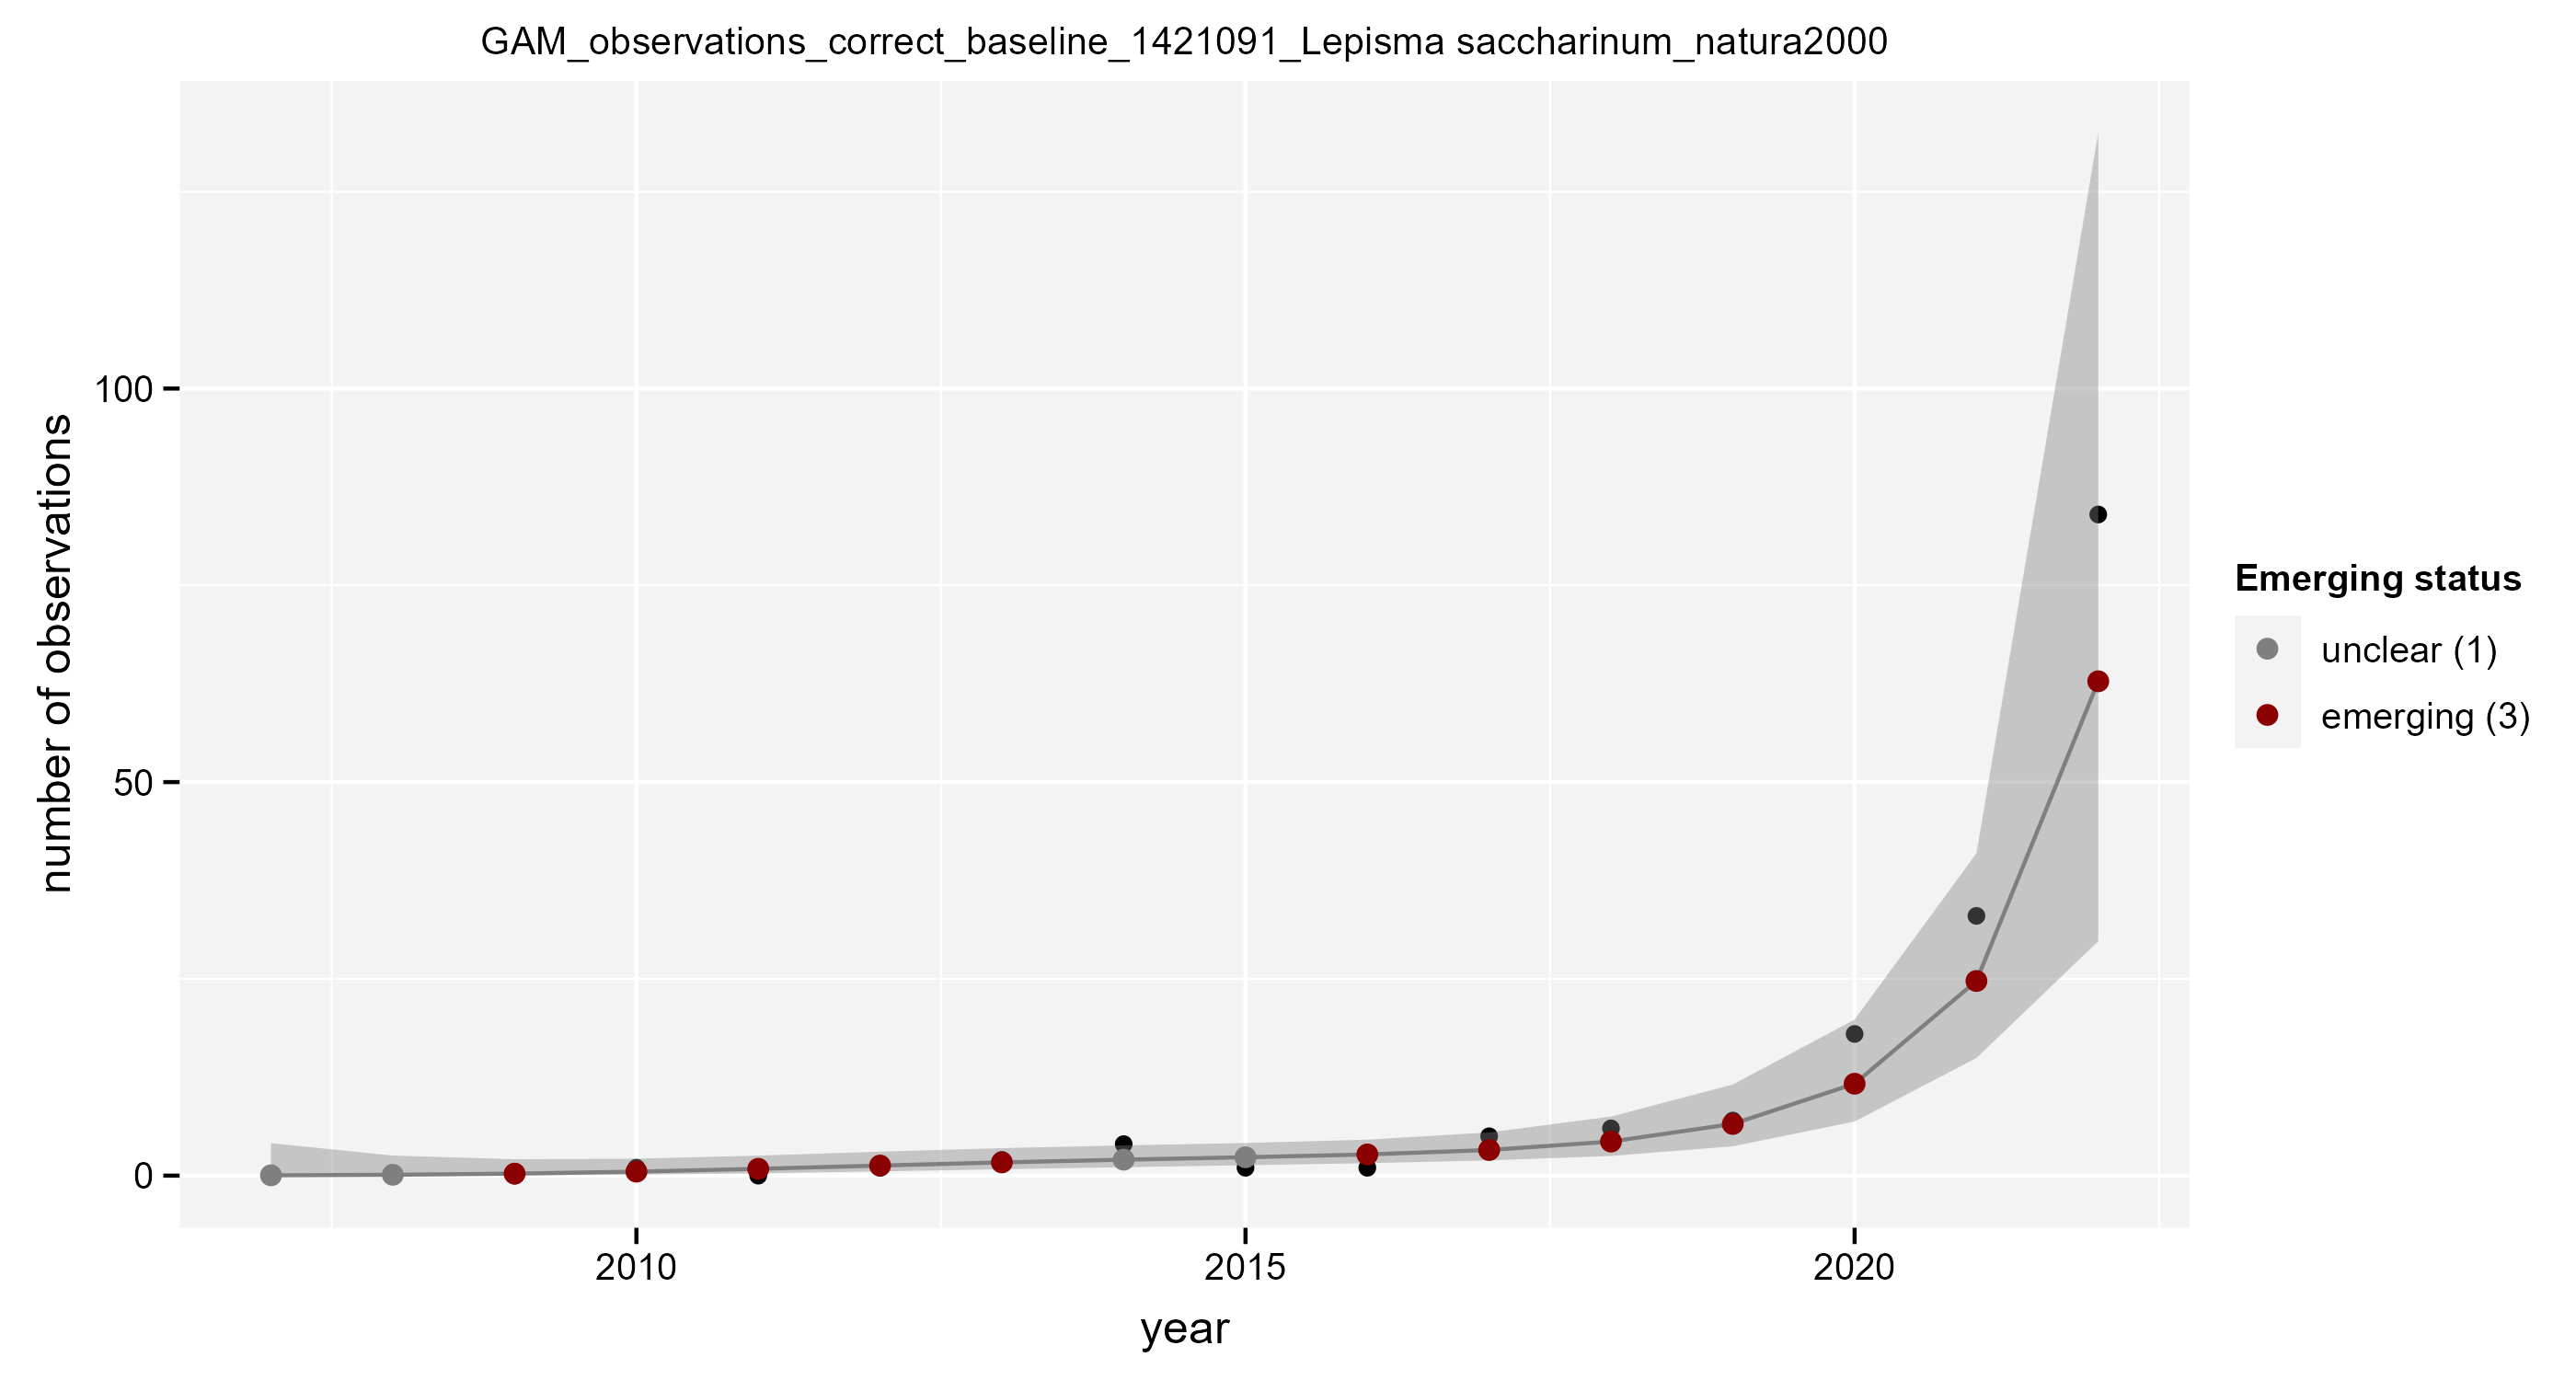 GAM_observations_correct_baseline_1421091_Lepisma saccharinum_natura2000
number of observations
100
50
0
2010
2015
2020
year
Emerging status
unclear (1)
emerging (3)